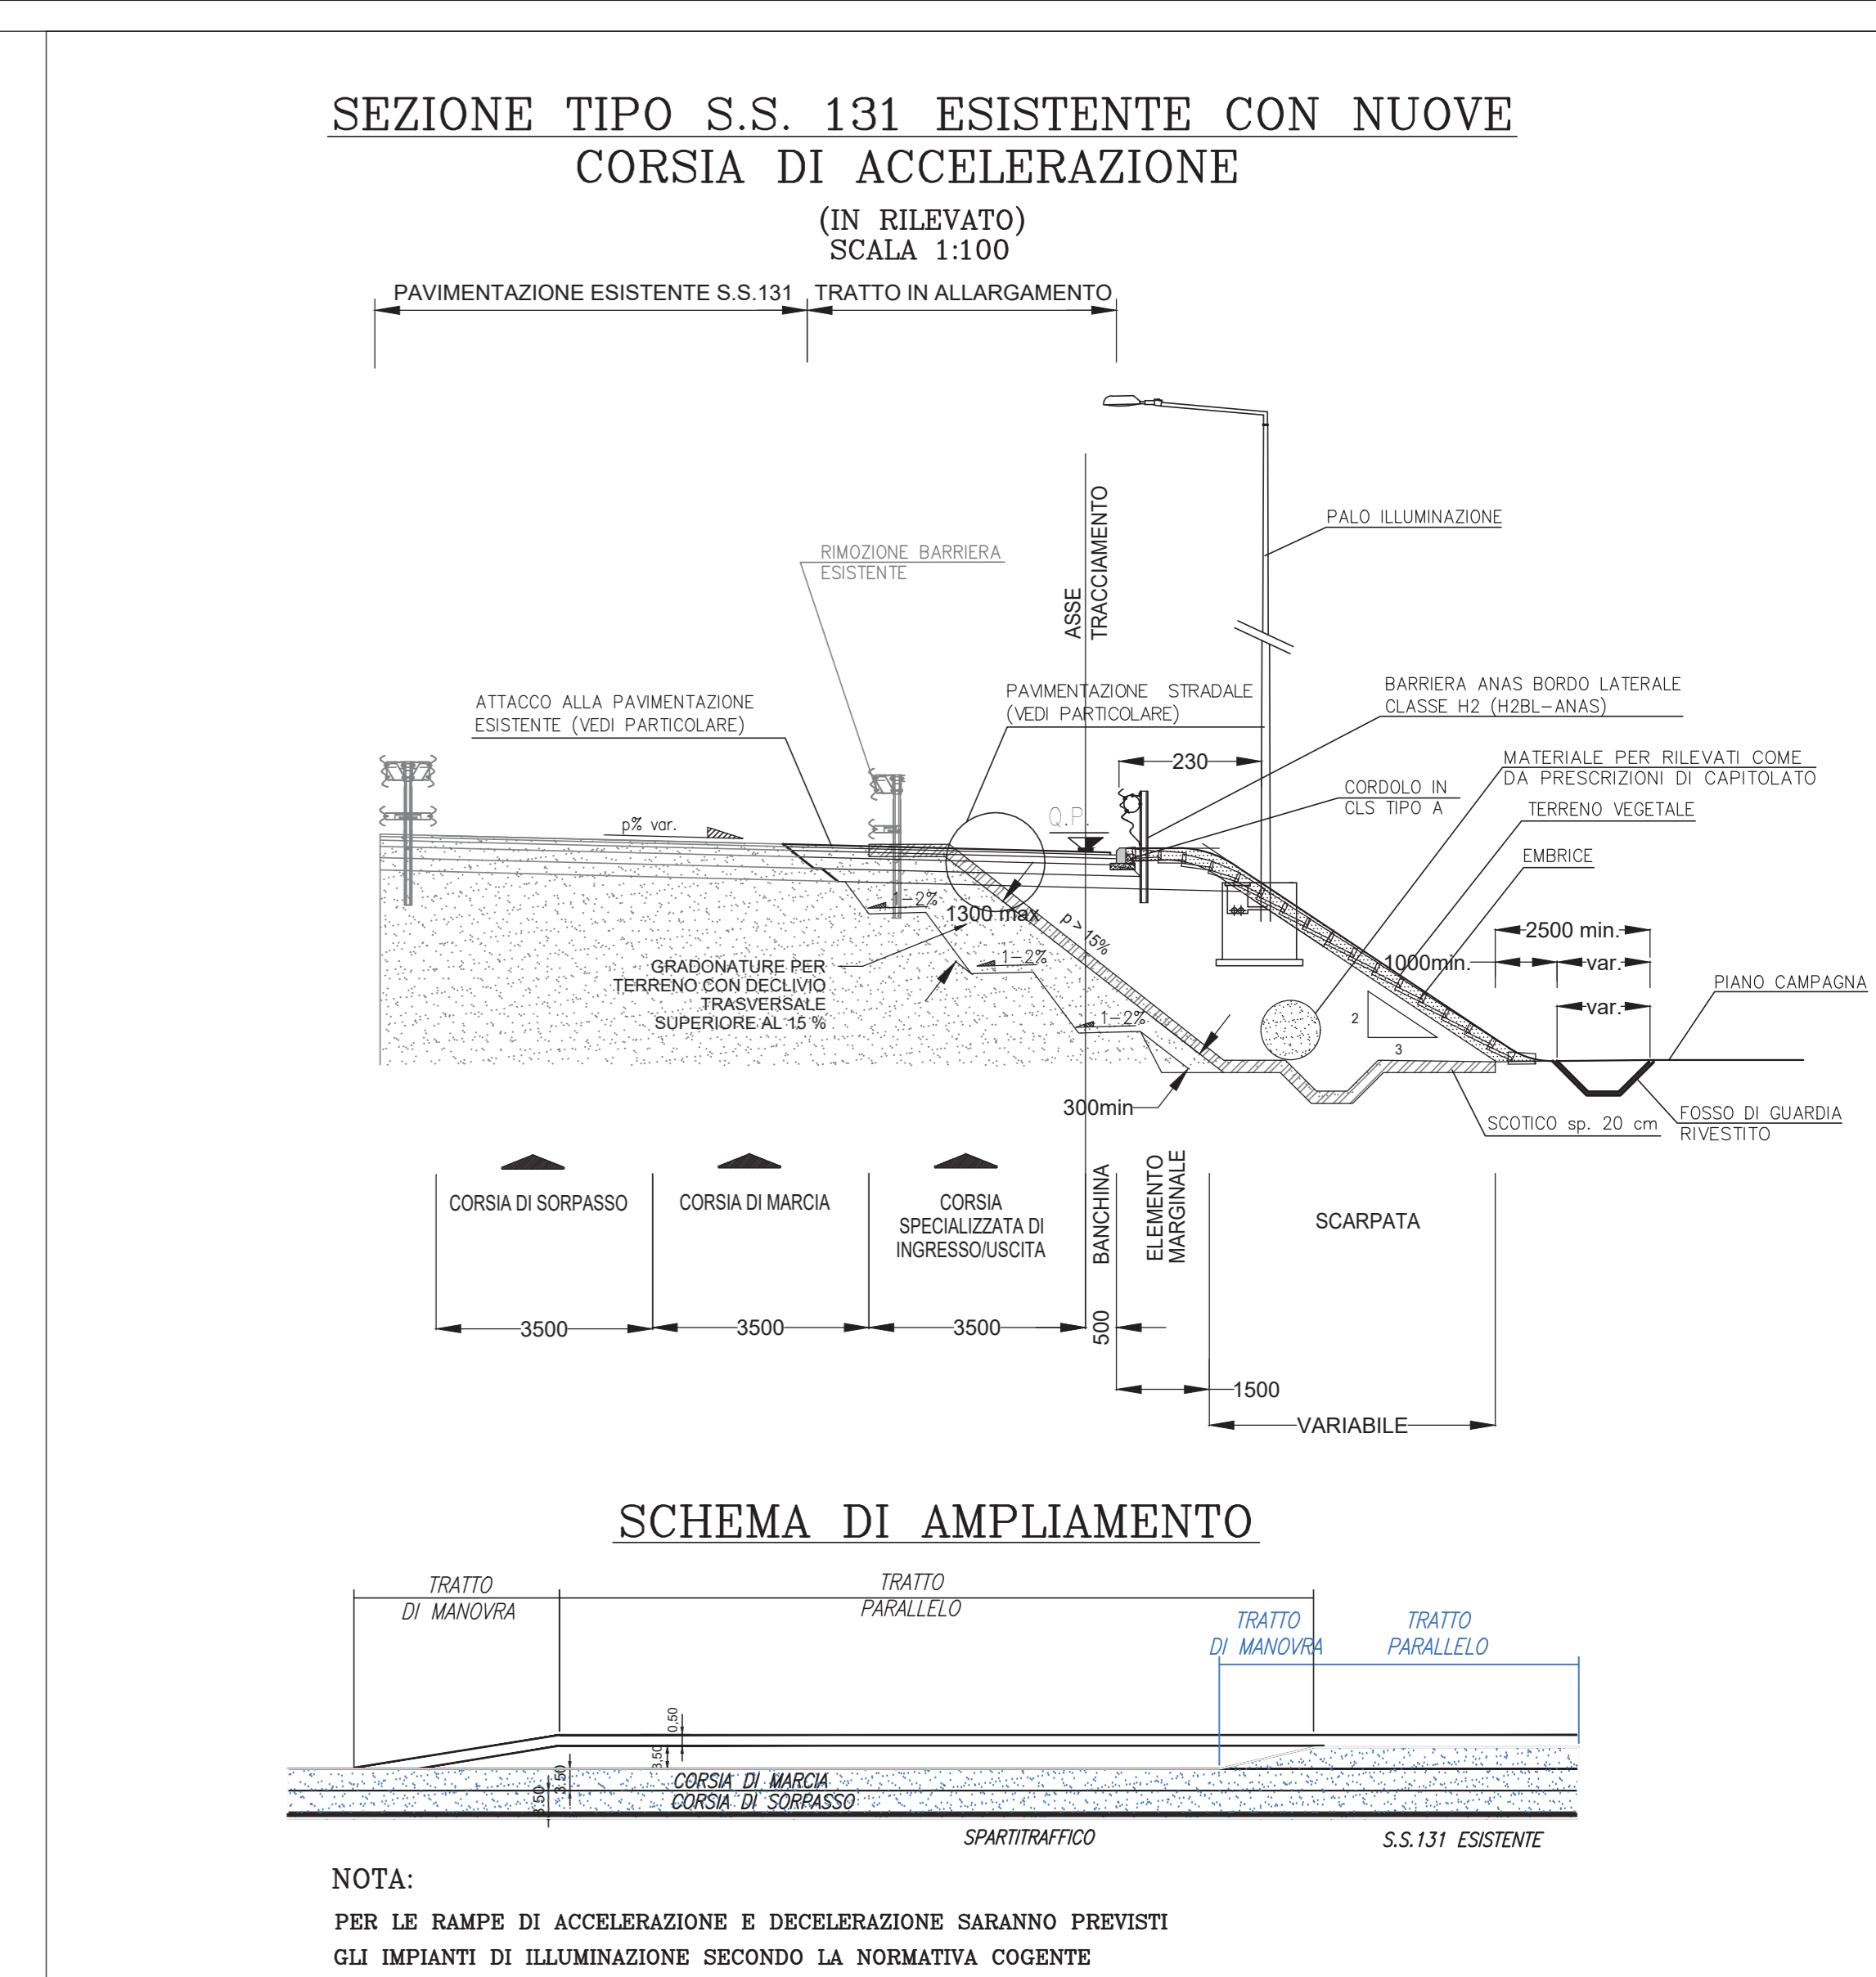 SEZIONE TIPO S.S. 131 ESISTENTE CON NUOVE
CORSIA DI ACCELERAZIONE
(IN RILEVATO)
SCALA 1:100
PAVIMENTAZIONE ESISTENTE S.S.131
TRATTO IN ALLARGAMENTO
ASSE
TRACCIAMENTO
PALO ILLUMINAZIONE
RIMOZIONE BARRIERA
ESISTENTE
ATTACCO ALLA PAVIMENTAZIONE
ESISTENTE (VEDI PARTICOLARE)
PAVIMENTAZIONE STRADALE
(VEDI PARTICOLARE)
BARRIERA ANAS BORDO LATERALE
CLASSE H2 (H2BL-ANAS)
230
MATERIALE PER RILEVATI COME
DA PRESCRIZIONI DI CAPITOLATO
CORDOLO IN
CLS TIPO A
TERRENO VEGETALE
Q.P.
p% var.
EMBRICE
1-2%
1300 max
p > 15%
2500 min.
1-2%
1000min.
var.
GRADONATURE PER
TERRENO CON DECLIVIO
TRASVERSALE
SUPERIORE AL 15 %
PIANO CAMPAGNA
var.
1-2%
2
3
300min
SCOTICO sp. 20 cm
FOSSO DI GUARDIA
RIVESTITO
CORSIA DI SORPASSO
CORSIA DI MARCIA
CORSIA
SPECIALIZZATA DI
INGRESSO/USCITA
BANCHINA
ELEMENTO
MARGINALE
SCARPATA
3500
3500
3500
500
1500
VARIABILE
SCHEMA DI AMPLIAMENTO
TRATTO
DI MANOVRA
TRATTO
PARALLELO
TRATTO
DI MANOVRA
TRATTO
PARALLELO
0,50
3,50
3.50
3.50
CORSIA DI MARCIA
CORSIA DI SORPASSO
SPARTITRAFFICO
S.S.131 ESISTENTE
NOTA:
PER LE RAMPE DI ACCELERAZIONE E DECELERAZIONE SARANNO PREVISTI
GLI IMPIANTI DI ILLUMINAZIONE SECONDO LA NORMATIVA COGENTE